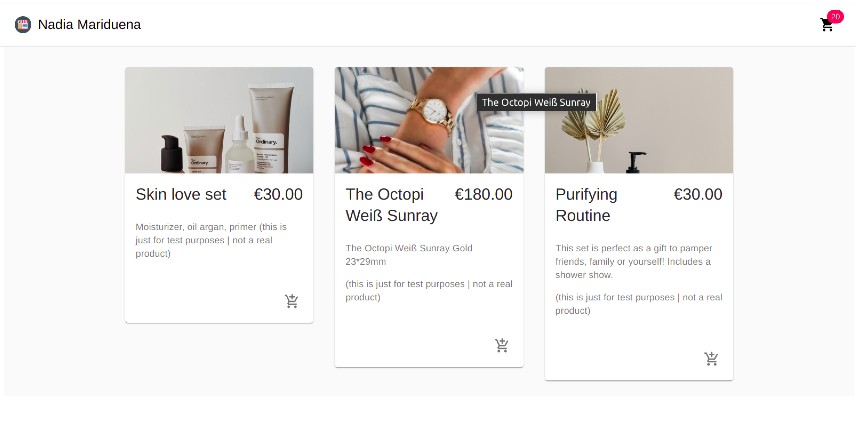 Nadia Mariduena
20
The Octopi Weiß Sunray
Ordinary.
Ordinary.
Skin love set €30.00
Moisturizer, oil argan, primer (this is
just for test purposes | not a real
product)
The Octopi €180.00
Weiß Sunray
The Octopi Weiß Sunray Gold
23*29mm
(this is just for test purposes | not a real
product)
Purifying €30.00
Routine
This set is perfect as a gift to pamper
friends, family or yourself! Includes a
shower show.
(this is just for test purposes | not a real
product)